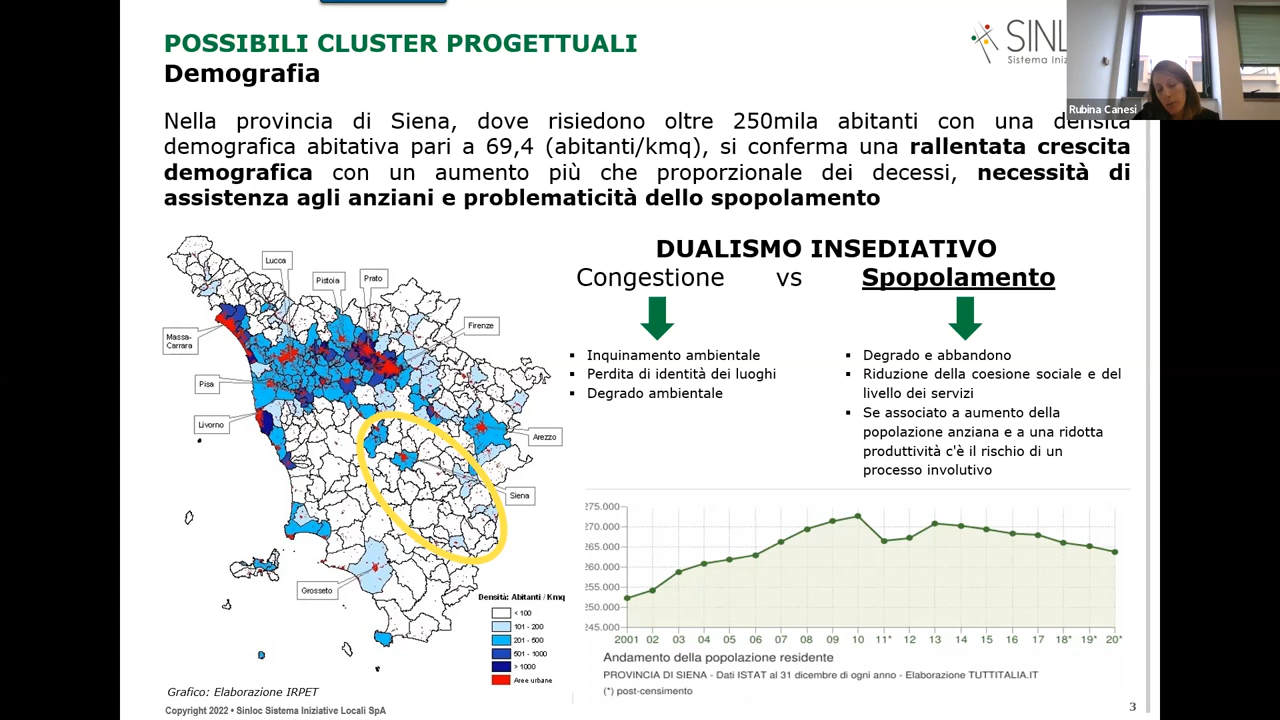 POSSIBILI CLUSTER PROGETTUALI
Demografia
SINL
Sistema Iniz
Rubina Canesi
Nella provincia di Siena, dove risiedono oltre 250mila abitanti con una densità
demografica abitativa pari a 69,4 (abitanti/kmq), si conferma una rallentata crescita
demografica con un aumento più che proporzionale dei decessi, necessità di
assistenza agli anziani e problematicità dello spopolamento
Lucca
Pistoia
Prato
Firenze
Massa-
Carrara
Pisa
Livorno
Arezzo
Siena
Grosseto
Densità: Abitanti / Kmq
< 100
101 - 200
201 - 500
501 - 1000
> 1000
Aree urbane
Grafico: Elaborazione IRPET
DUALISMO INSEDIATIVO
Congestione vs Spopolamento
▪ Inquinamento ambientale
▪ Perdita di identità dei luoghi
▪ Degrado ambientale
▪ Degrado e abbandono
▪ Riduzione della coesione sociale e del
livello dei servizi
▪ Se associato a aumento della
popolazione anziana e a una ridotta
produttività c'è il rischio di un
processo involutivo
275.000
270.000
265.000
260.000
255.000
250.000
245.000
2001 02 03 04 05 06 07 08 09 10 11* 12 13 14 15 16 17 18* 19* 20*
Andamento della popolazione residente
PROVINCIA DI SIENA - Dati ISTAT al 31 dicembre di ogni anno - Elaborazione TUTTITALIA.IT
(*) post-censimento
Copyright 2022 • Sinloc Sistema Iniziative Locali SpA
3